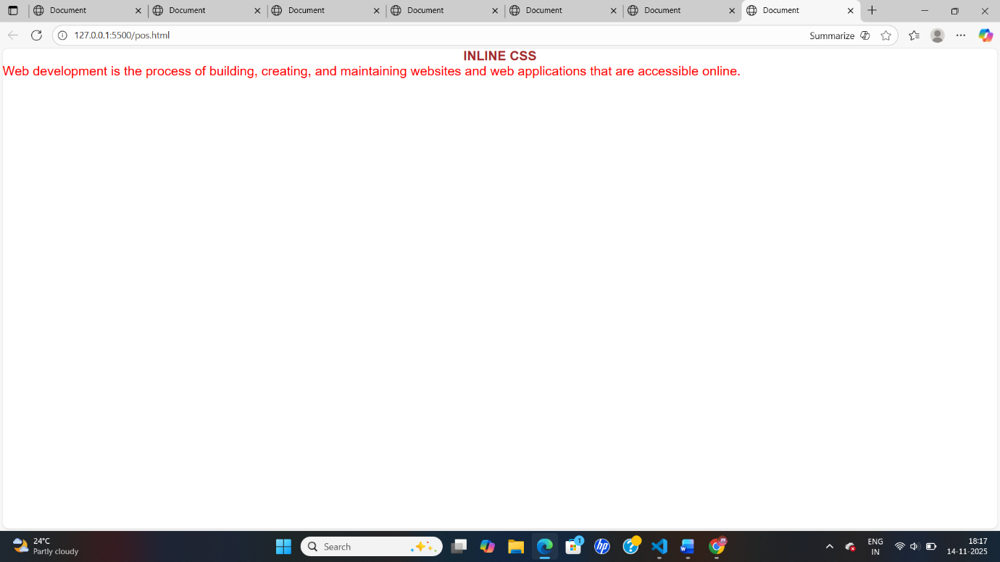 Document Document Document Document Document Document Document
127.0.0.1:5500/pos.html Summarize
INLINE CSS
Web development is the process of building, creating, and maintaining websites and web applications that are accessible online.
24°C
Partly cloudy
Search
1
hp
ENG
IN
18:17
14-11-2025